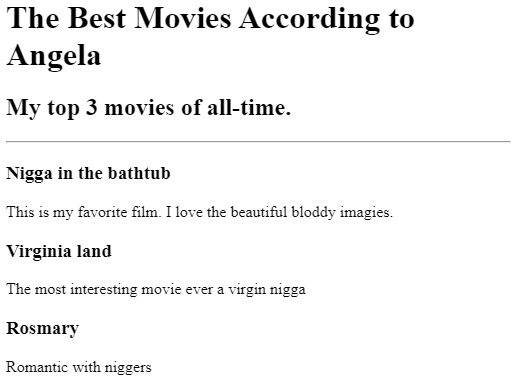 The Best Movies According to
Angela
My top 3 movies of all-time.
Nigga in the bathtub
This is my favorite film. I love the beautiful bloddy imagies.
Virginia land
The most interesting movie ever a virgin nigga
Rosmary
Romantic with niggers